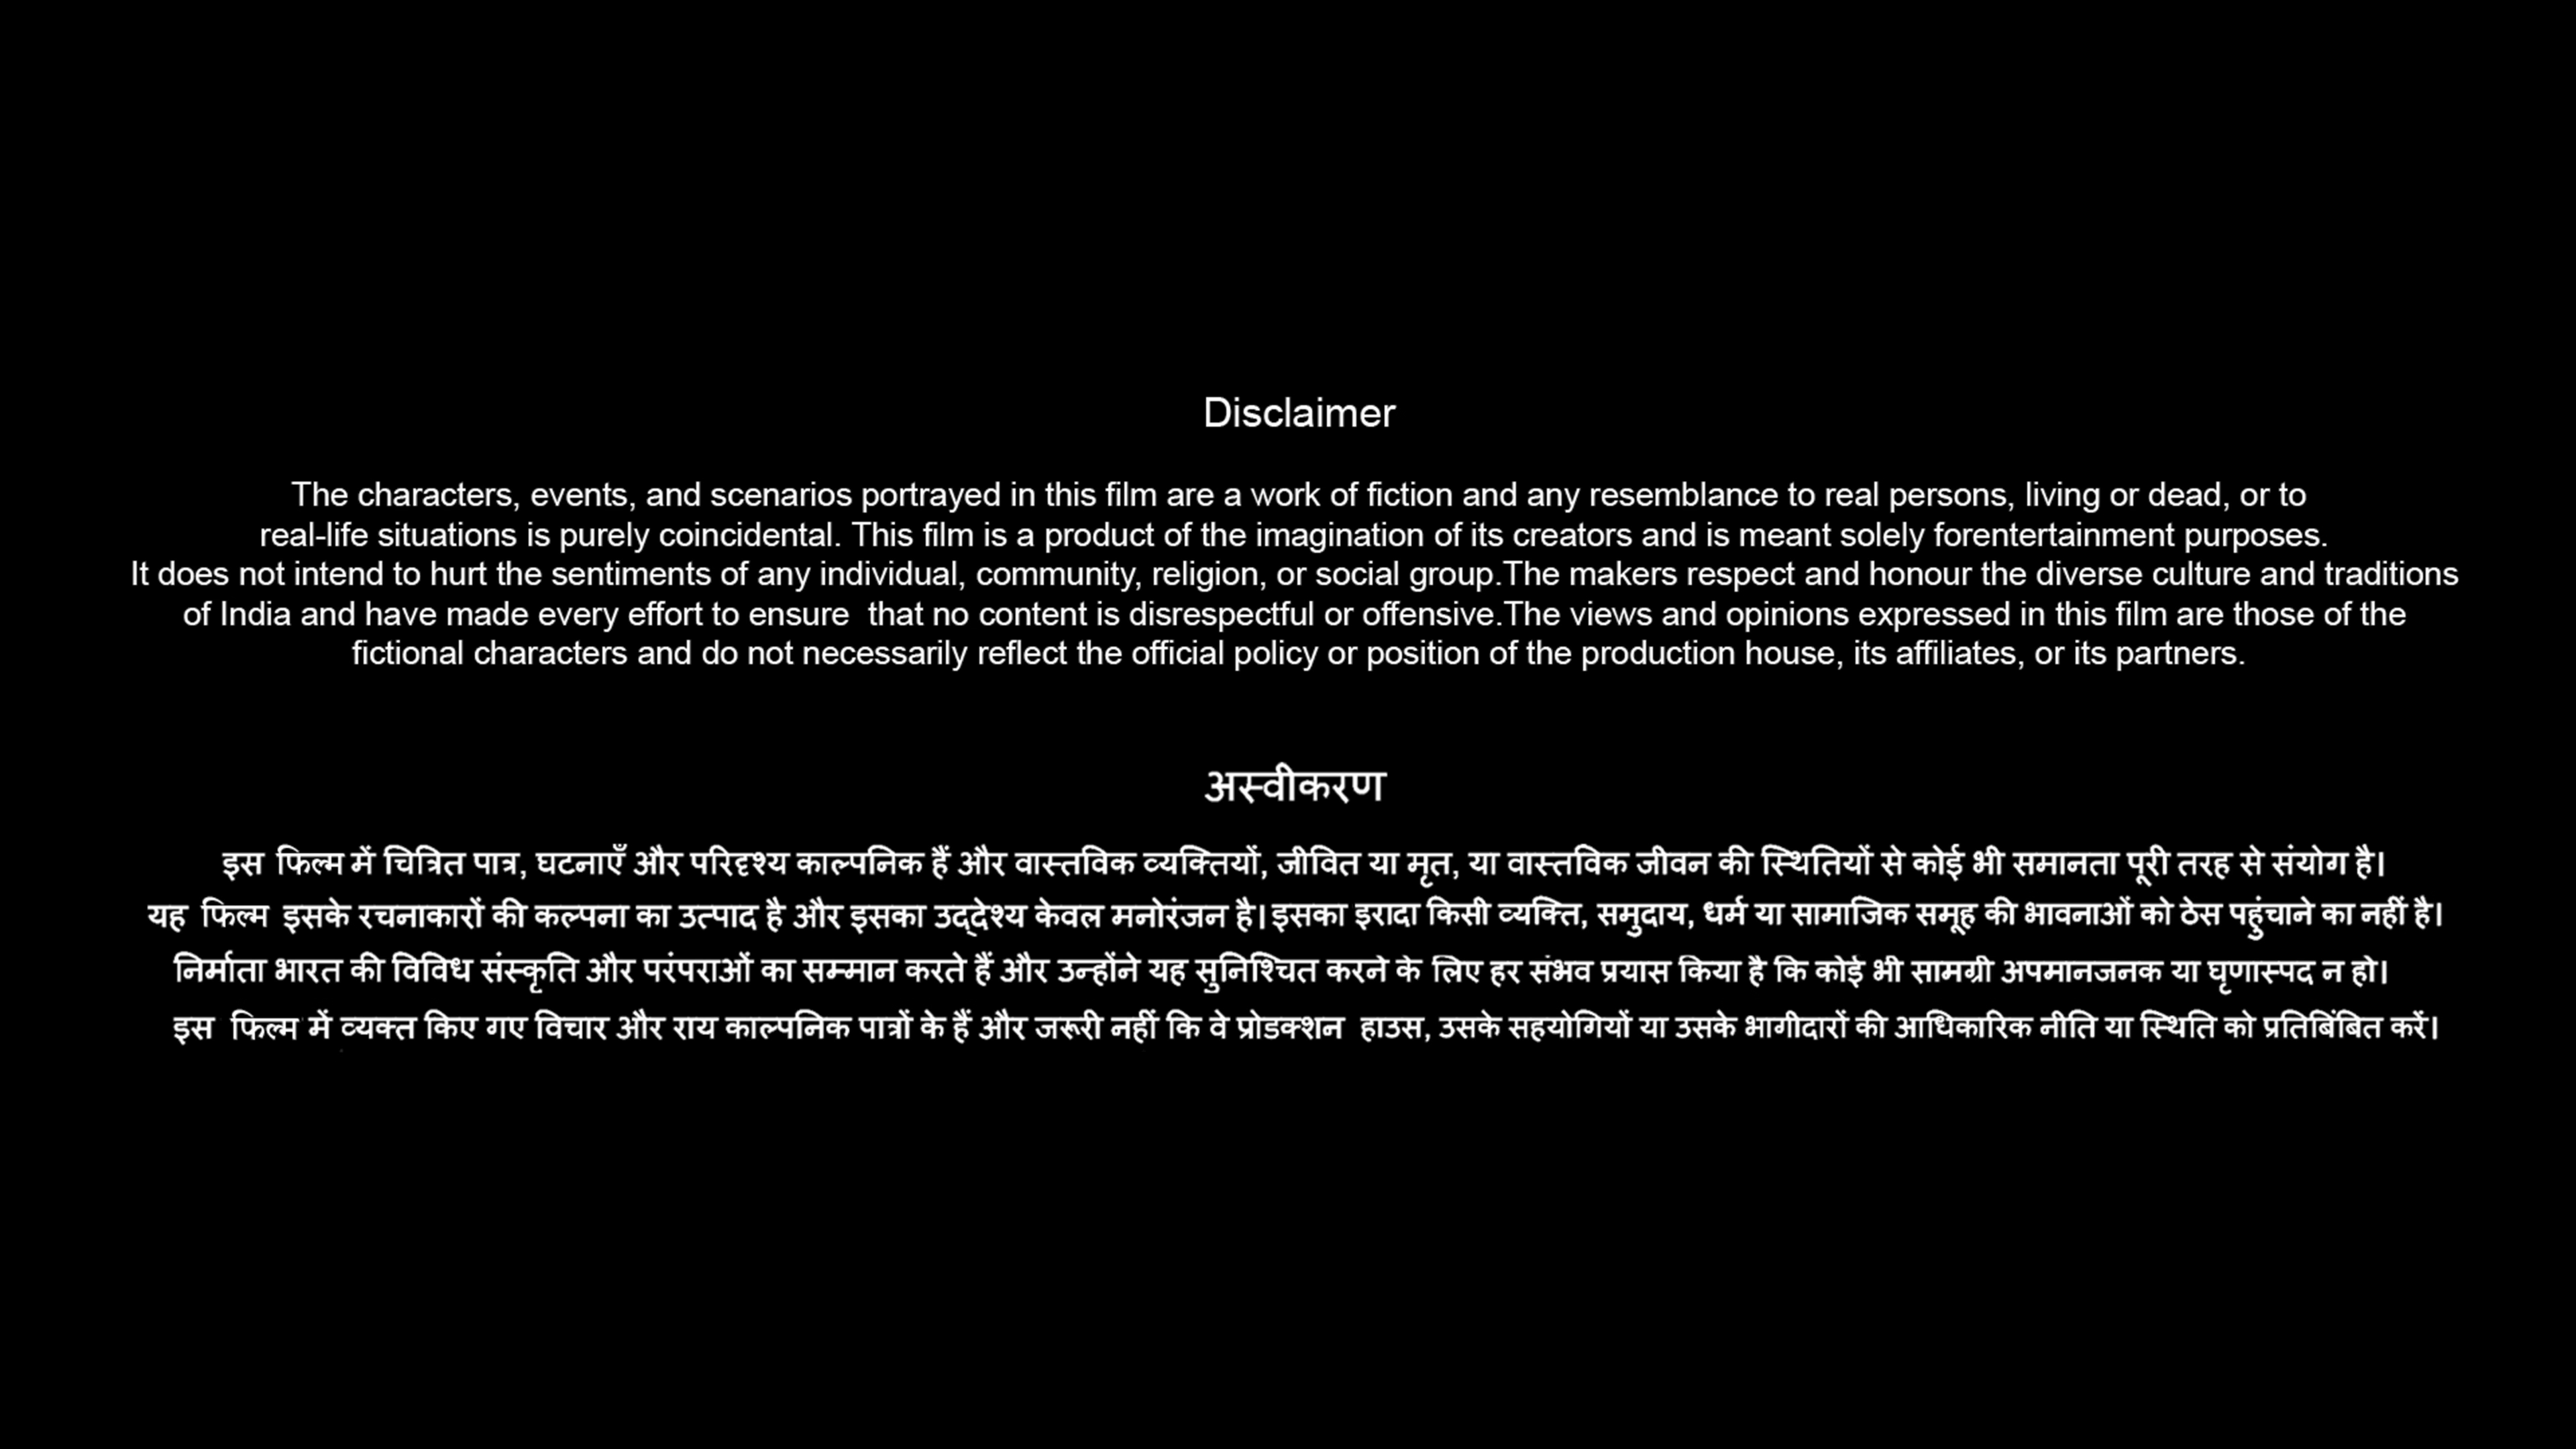 Disclaimer
The characters, events, and scenarios portrayed in this film are a work of fiction and any resemblance to real persons, living or dead, or to
real-life situations is purely coincidental. This film is a product of the imagination of its creators and is meant solely forentertainment purposes.
It does not intend to hurt the sentiments of any individual, community, religion, or social group.The makers respect and honour the diverse culture and traditions
of India and have made every effort to ensure  that no content is disrespectful or offensive.The views and opinions expressed in this film are those of the
fictional characters and do not necessarily reflect the official policy or position of the production house, its affiliates, or its partners.
अस्वीकरण
इस फिल्म में चित्रित पात्र, घटनाएँ और परिदृश्य काल्पनिक हैं और वास्तविक व्यक्तियों, जीवित या मृत, या वास्तविक जीवन की स्थितियों से कोई भी समानता पूरी तरह से संयोग है।
यह फिल्म इसके रचनाकारों की कल्पना का उत्पाद है और इसका उद्देश्य केवल मनोरंजन है। इसका इरादा किसी व्यक्ति, समुदाय, धर्म या सामाजिक समूह की भावनाओं को ठेस पहुंचाने का नहीं है।
निर्माता भारत की विविध संस्कृति और परंपराओं का सम्मान करते हैं और उन्होंने यह सुनिश्चित करने के लिए हर संभव प्रयास किया है कि कोई भी सामग्री अपमानजनक या घृणास्पद न हो।
इस फिल्म में व्यक्त किए गए विचार और राय काल्पनिक पात्रों के हैं और जरूरी नहीं कि वे प्रोडक्शन हाउस, उसके सहयोगियों या उसके भागीदारों की आधिकारिक नीति या स्थिति को प्रतिबिंबित करें।